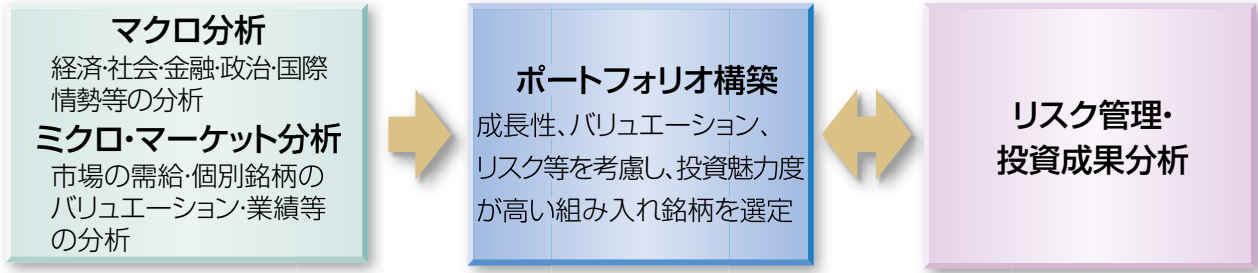 マクロ分析
経済・社会・金融・政治・国際
情勢等の分析
ミクロ・マーケット分析
市場の需給・個別銘柄の
バリュエーション・業績等
の分析
ポートフォリオ構築
成長性、バリュエーション、
リスク等を考慮し、投資魅力度
が高い組み入れ銘柄を選定
リスク管理・
投資成果分析